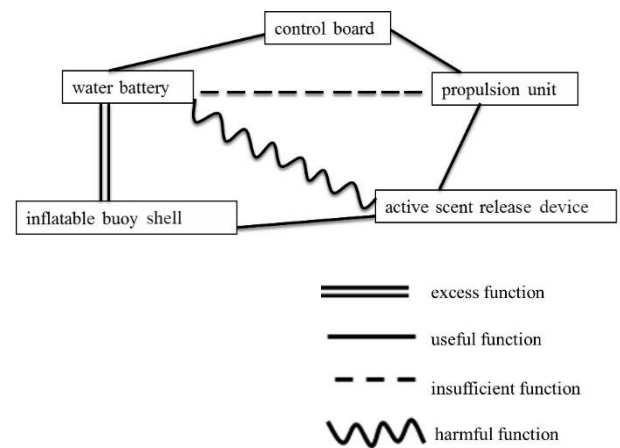 control board
water battery
propulsion unit
active scent release device
inflatable buoy shell
excess function
useful function
insufficient function
harmful function